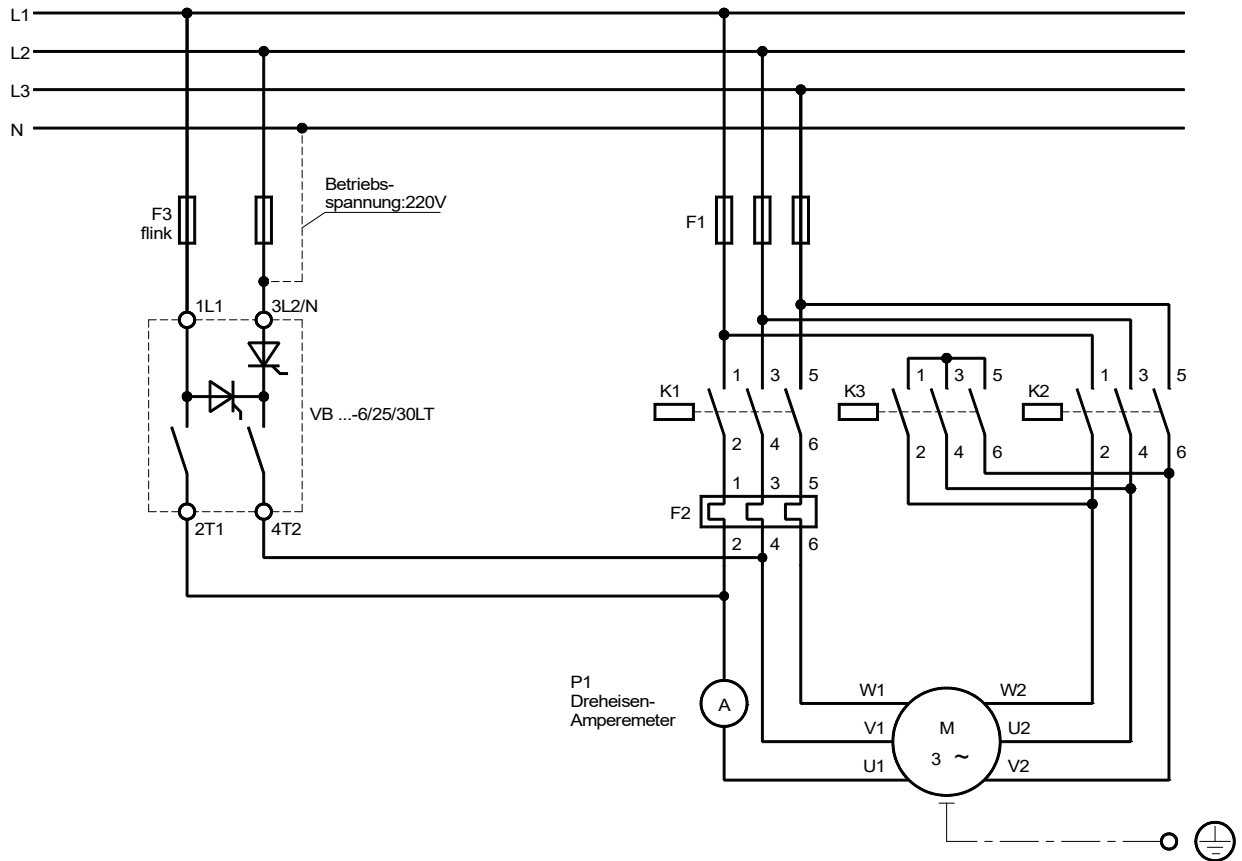 L1
L2
L3
N
Betriebs-
spannung:220V
F3
flink
F1
1L1
3L2/N
VB ...-6/25/30LT
K1
1
3
5
K3
1
3
5
K2
1
3
5
2
4
6
2
4
6
2
4
6
F2
1
3
5
2
4
6
2T1
4T2
P1
Dreheisen-
Amperemeter
A
W1
V1
U1
M
3 ~
W2
U2
V2